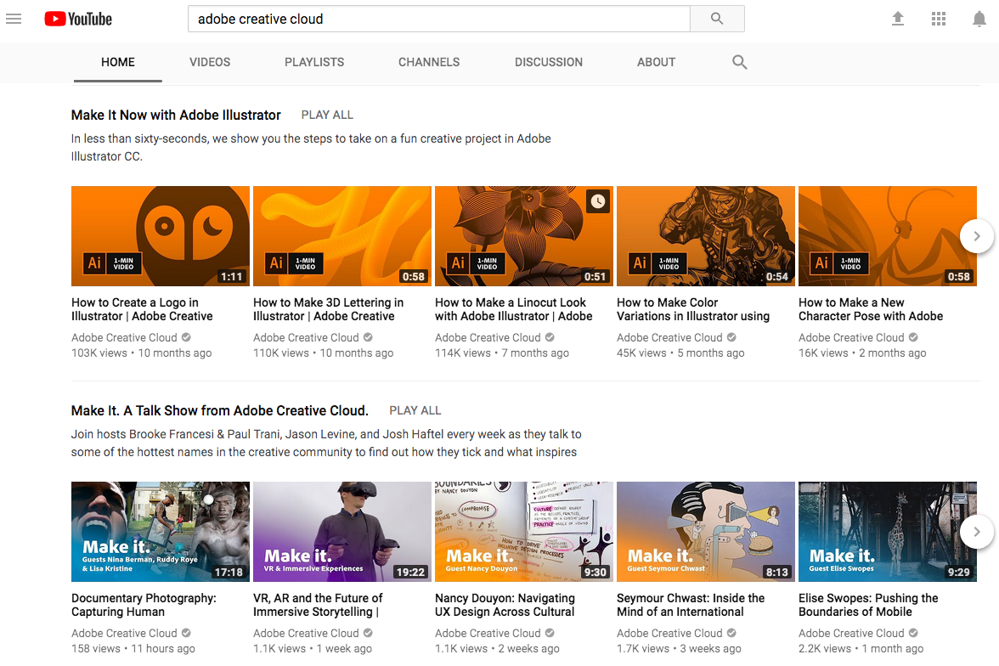 YouTube
adobe creative cloud
HOME VIDEOS PLAYLISTS CHANNELS DISCUSSION ABOUT
Make It Now with Adobe Illustrator PLAY ALL
In less than sixty-seconds, we show you the steps to take on a fun creative project in Adobe
Illustrator CC.
Ai 1-MIN VIDEO 1:11
Ai 1-MIN VIDEO 0:58
Ai 1-MIN VIDEO 0:51
Ai 1-MIN VIDEO 0:54
Ai 1-MIN VIDEO 0:58
How to Create a Logo in
Illustrator | Adobe Creative
Adobe Creative Cloud
103K views • 10 months ago
How to Make 3D Lettering in
Illustrator | Adobe Creative
Adobe Creative Cloud
110K views • 10 months ago
How to Make a Linocut Look
with Adobe Illustrator | Adobe
Adobe Creative Cloud
114K views • 7 months ago
How to Make Color
Variations in Illustrator using
Adobe Creative Cloud
45K views • 5 months ago
How to Make a New
Character Pose with Adobe
Adobe Creative Cloud
16K views • 2 months ago
Make It. A Talk Show from Adobe Creative Cloud. PLAY ALL
Join hosts Brooke Francesi & Paul Trani, Jason Levine, and Josh Haftel every week as they talk to
some of the hottest names in the creative community to find out how they tick and what inspires
Make it.
Guests Nina Berman, Ruddy Roye
& Lisa Kristine
17:18
Documentary Photography:
Capturing Human
Adobe Creative Cloud
158 views • 11 hours ago
Make it.
VR & Immersive Experiences
19:22
VR, AR and the Future of
Immersive Storytelling |
Adobe Creative Cloud
1.1K views • 1 week ago
BY NANCY DOUYON
COMPROMISE
CULTURE
PRACTICE
HOW TO DRIVE
INCLUSIVE DESIGN PROCESSES
Make it.
Guest Nancy Douyon
9:30
Nancy Douyon: Navigating
UX Design Across Cultural
Adobe Creative Cloud
1.1K views • 2 weeks ago
Make it.
Guest Seymour Chwast
8:13
Seymour Chwast: Inside the
Mind of an International
Adobe Creative Cloud
1.7K views • 3 weeks ago
Make it.
Guest Elise Swopes
9:29
Elise Swopes: Pushing the
Boundaries of Mobile
Adobe Creative Cloud
2.2K views • 1 month ago